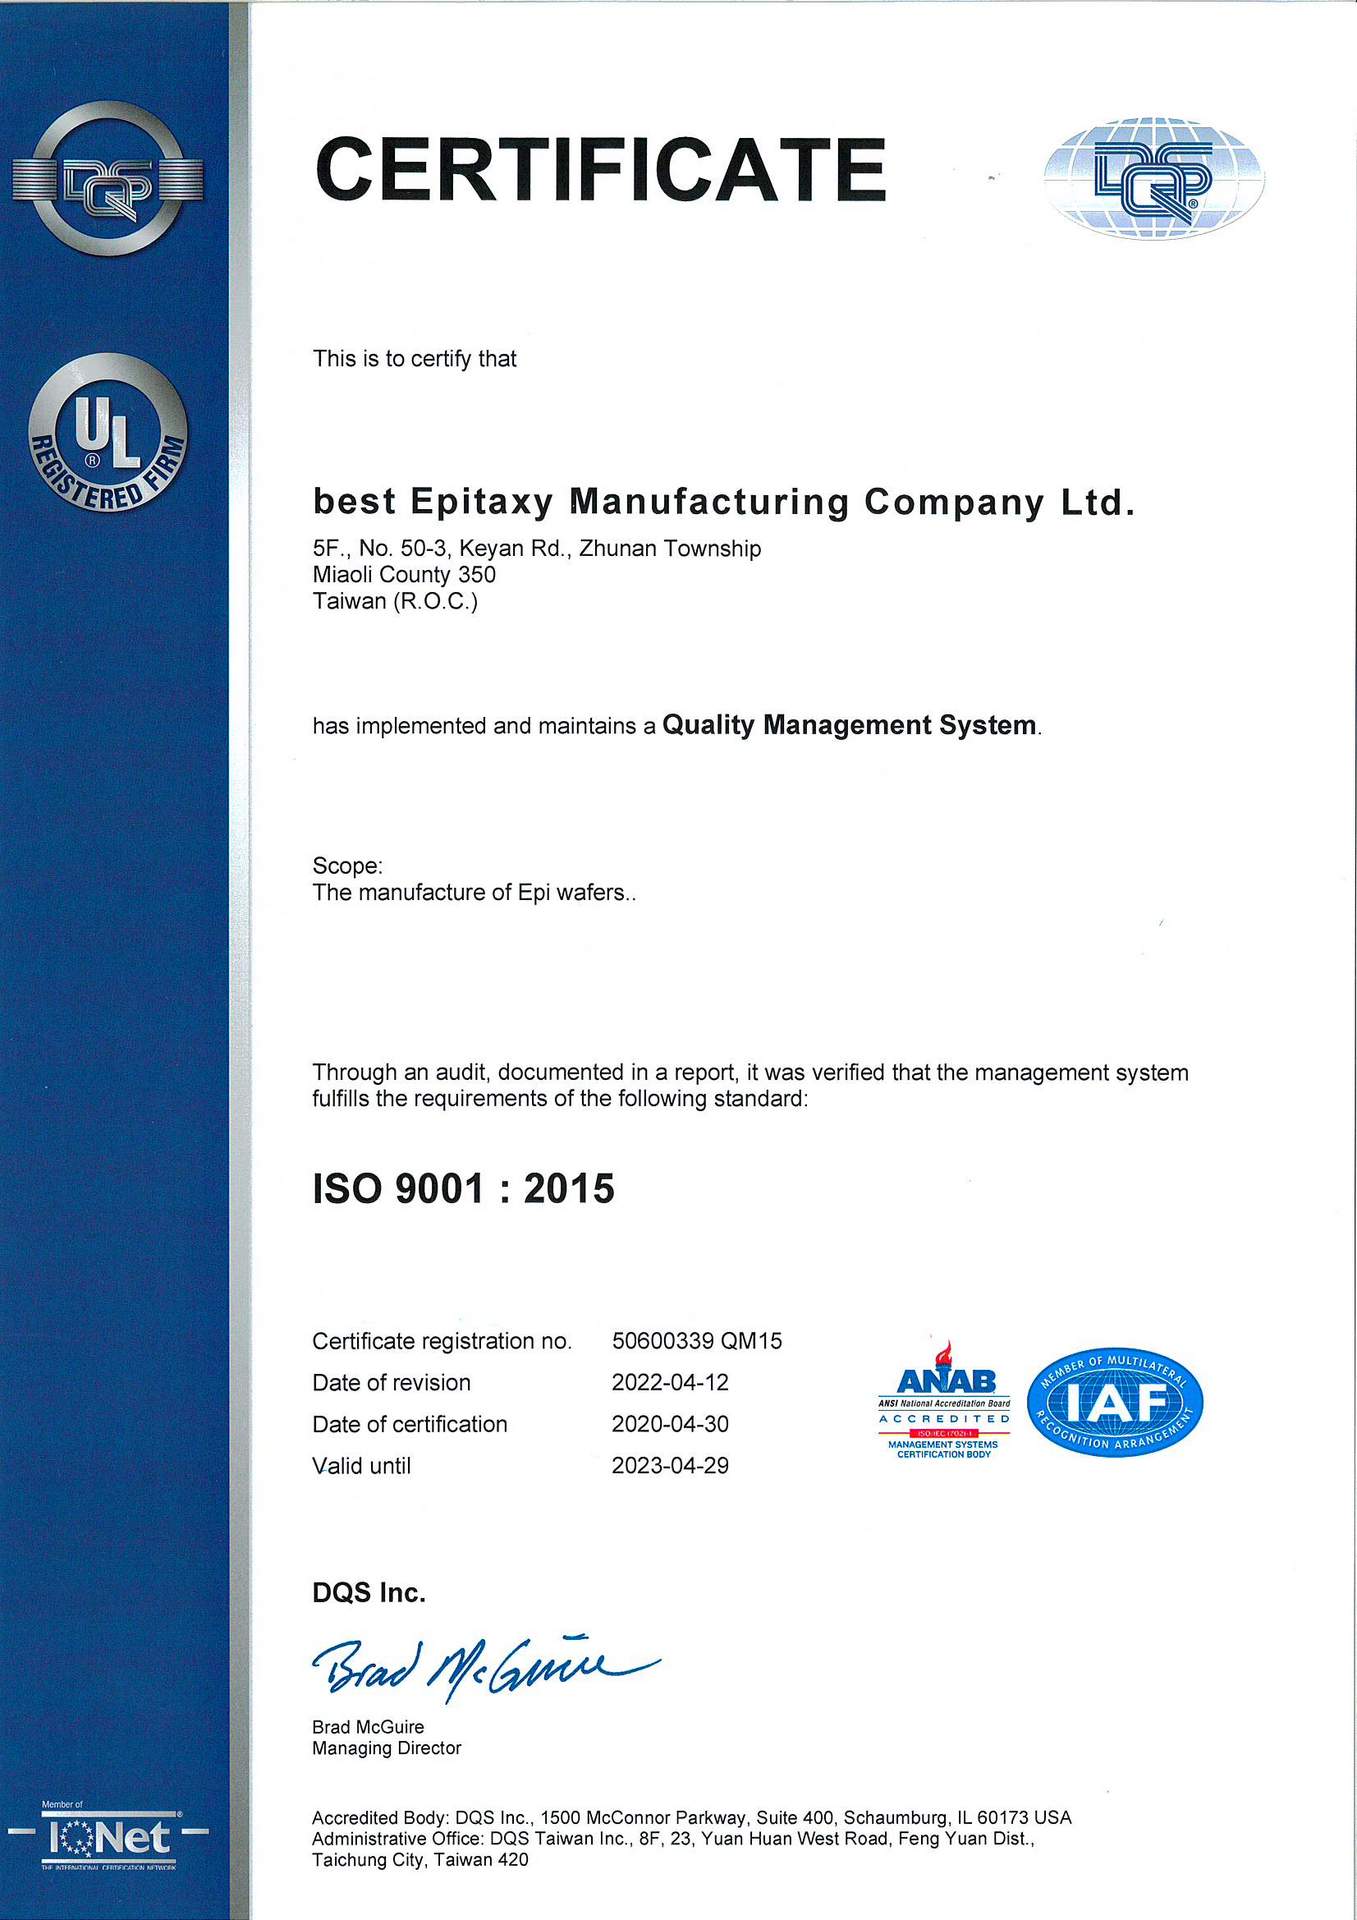 CERTIFICATE
DQS
DQS
®
UL
®
REGISTERED FIRM
This is to certify that
best Epitaxy Manufacturing Company Ltd.
5F., No. 50-3, Keyan Rd., Zhunan Township
Miaoli County 350
Taiwan (R.O.C.)
has implemented and maintains a Quality Management System.
Scope:
The manufacture of Epi wafers..
Through an audit, documented in a report, it was verified that the management system
fulfills the requirements of the following standard:
ISO 9001 : 2015
Certificate registration no. 50600339 QM15
Date of revision 2022-04-12
Date of certification 2020-04-30
Valid until 2023-04-29
ANAB
ANSI National Accreditation Board
ACCREDITED
ISO/IEC 17021-1
MANAGEMENT SYSTEMS
CERTIFICATION BODY
MEMBER OF MULTILATERAL
IAF
RECOGNITION ARRANGEMENT
DQS Inc.
Brad McGuire
Brad McGuire
Managing Director
Member of
IQNet
®
THE INTERNATIONAL CERTIFICATION NETWORK
Accredited Body: DQS Inc., 1500 McConnor Parkway, Suite 400, Schaumburg, IL 60173 USA
Administrative Office: DQS Taiwan Inc., 8F, 23, Yuan Huan West Road, Feng Yuan Dist.,
Taichung City, Taiwan 420